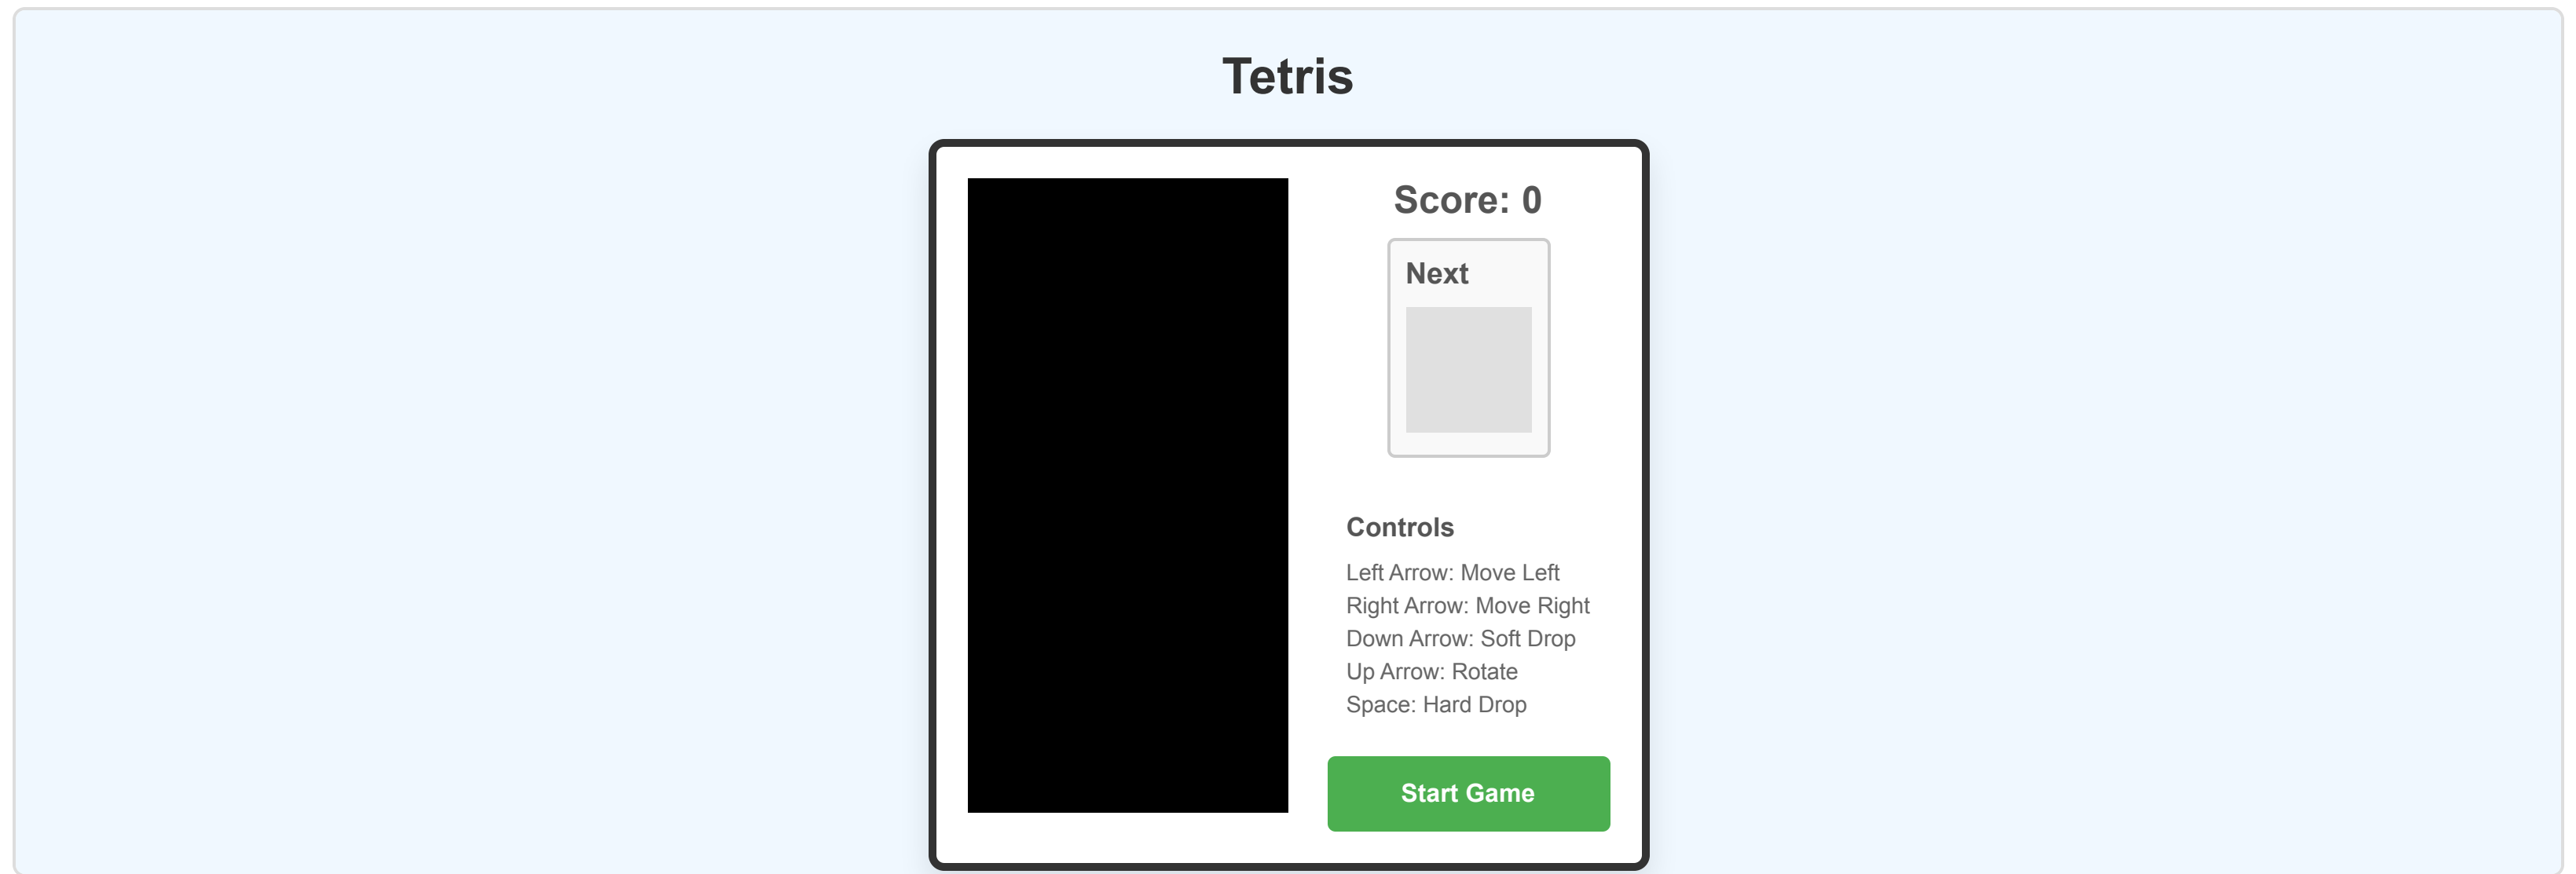 Tetris
Score: 0
Next
Controls
Left Arrow: Move Left
Right Arrow: Move Right
Down Arrow: Soft Drop
Up Arrow: Rotate
Space: Hard Drop
Start Game